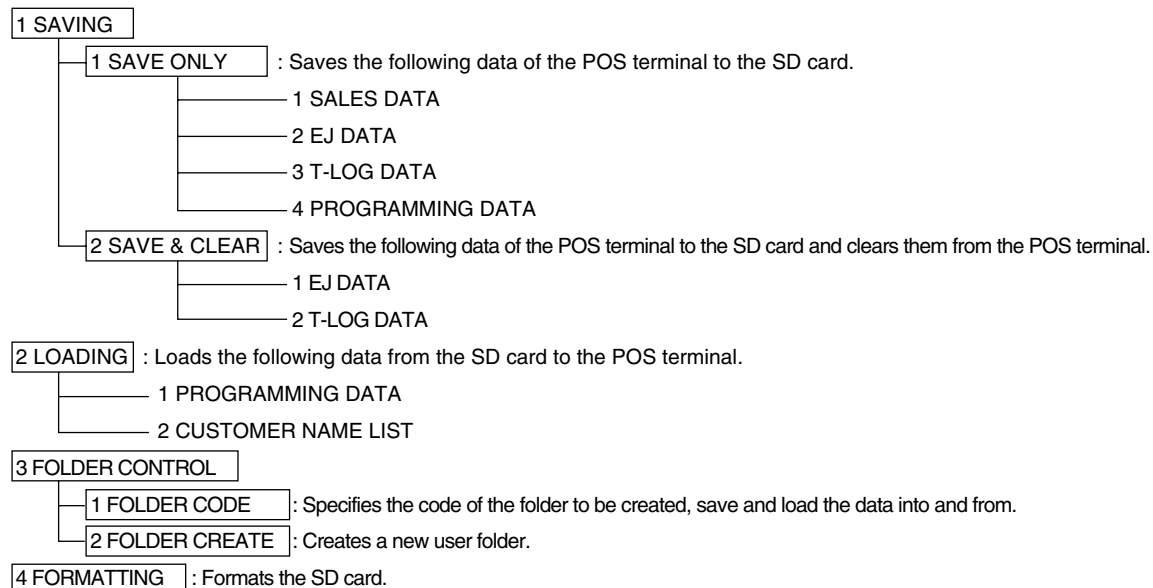 1 SAVING
1 SAVE ONLY : Saves the following data of the POS terminal to the SD card.
1 SALES DATA
2 EJ DATA
3 T-LOG DATA
4 PROGRAMMING DATA
2 SAVE & CLEAR : Saves the following data of the POS terminal to the SD card and clears them from the POS terminal.
1 EJ DATA
2 T-LOG DATA
2 LOADING : Loads the following data from the SD card to the POS terminal.
1 PROGRAMMING DATA
2 CUSTOMER NAME LIST
3 FOLDER CONTROL
1 FOLDER CODE : Specifies the code of the folder to be created, save and load the data into and from.
2 FOLDER CREATE : Creates a new user folder.
4 FORMATTING : Formats the SD card.